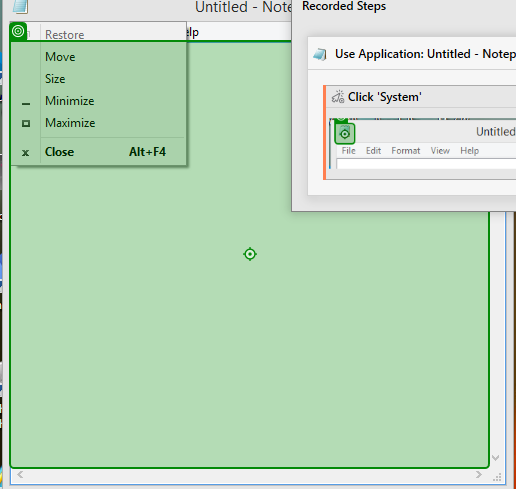 Untitled - Note
Recorded Steps
Restore
elp
Move
Size
Minimize
Maximize
Close Alt+F4
Use Application: Untitled - Notep
Click 'System'
Untitled
File Edit Format View Help